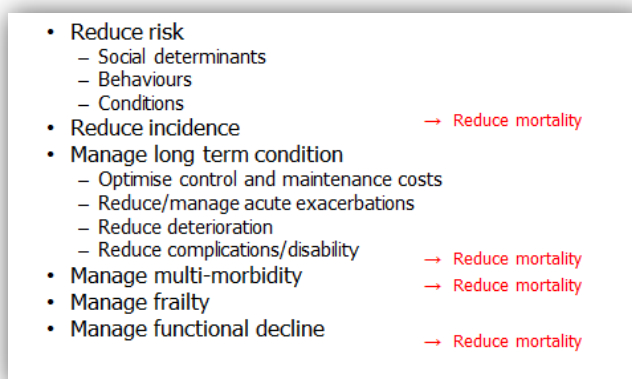 • Reduce risk
– Social determinants
– Behaviours
– Conditions
→ Reduce mortality
• Reduce incidence
• Manage long term condition
– Optimise control and maintenance costs
– Reduce/manage acute exacerbations
– Reduce deterioration
– Reduce complications/disability
→ Reduce mortality
• Manage multi-morbidity
→ Reduce mortality
• Manage frailty
• Manage functional decline
→ Reduce mortality